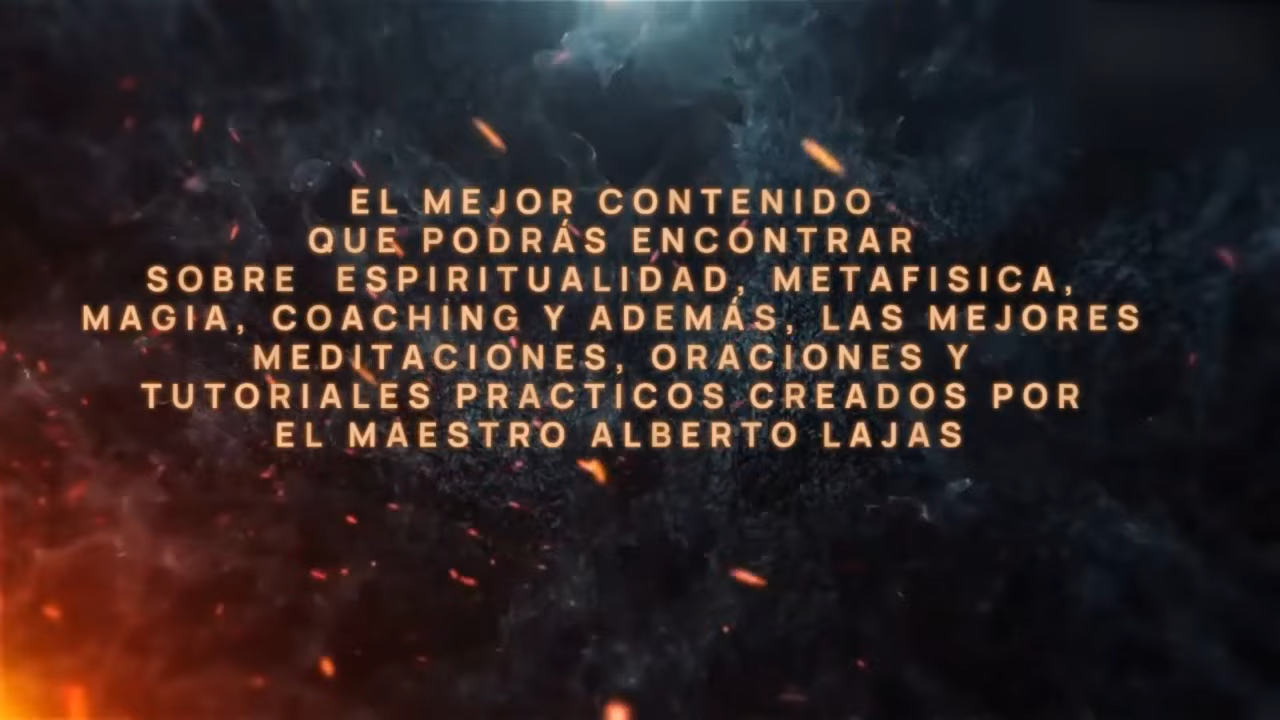 EL MEJOR CONTENIDO
QUE PODRÁS ENCONTRAR
SOBRE ESPIRITUALIDAD, METAFISICA,
MAGIA, COACHING Y ADEMÁS, LAS MEJORES
MEDITACIONES, ORACIONES Y
TUTORIALES PRACTICOS CREADOS POR
EL MAESTRO ALBERTO LAJAS